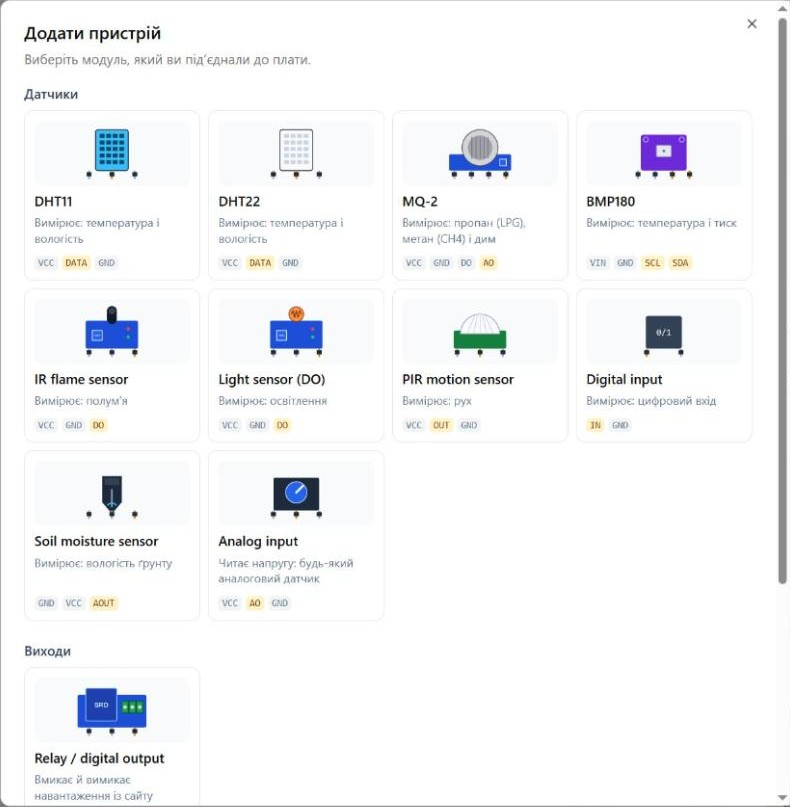 Додати пристрій
Виберіть модуль, який ви під'єднали до плати.
Датчики
DHT11
Вимірює: температура і
вологість
VCC DATA GND
DHT22
Вимірює: температура і
вологість
VCC DATA GND
MQ-2
Вимірює: пропан (LPG),
метан (CH4) і дим
VCC GND DO AO
BMP180
Вимірює: температура і тиск
VIN GND SCL SDA
IR flame sensor
Вимірює: полум'я
VCC GND DO
Light sensor (DO)
Вимірює: освітлення
VCC GND DO
PIR motion sensor
Вимірює: рух
VCC OUT GND
0/1
Digital input
Вимірює: цифровий вхід
IN GND
Soil moisture sensor
Вимірює: вологість ґрунту
GND VCC AOUT
Analog input
Читає напругу: будь-який
аналоговий датчик
VCC AO GND
Виходи
SRD
Relay / digital output
Вмикає й вимикає
навантаження із сайту